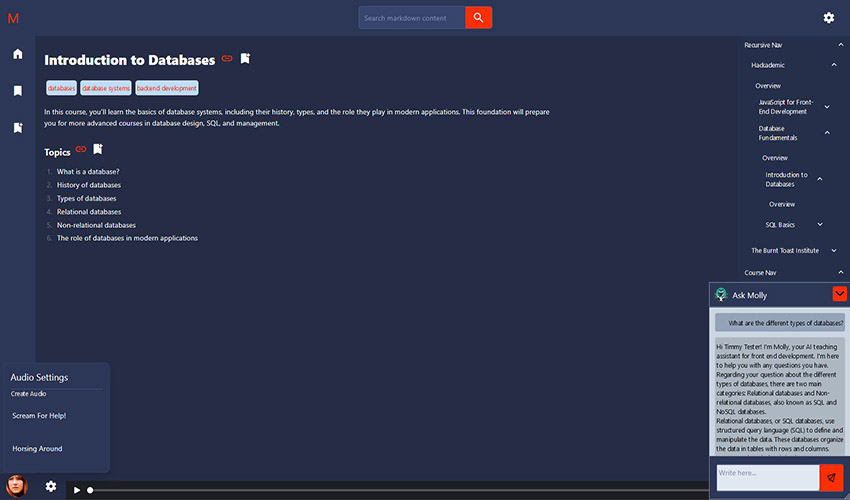 M
Search markdown content
Introduction to Databases
databases database systems backend development
In this course, you'll learn the basics of database systems, including their history, types, and the role they play in modern applications. This foundation will prepare
you for more advanced courses in database design, SQL, and management.
Topics
1. What is a database?
2. History of databases
3. Types of databases
4. Relational databases
5. Non-relational databases
6. The role of databases in modern applications
Recursive Nav
Hackademic
Overview
JavaScript for Front-
End Development
Database
Fundamentals
Overview
Introduction to
Databases
Overview
SQL Basics
The Burnt Toast Institute
Course Nav
Ask Molly
What are the different types of databases?
Hi Timmy Tester! I'm Molly, your AI teaching
assistant for front end development. I'm here
to help you with any questions you have.
Regarding your question about the different
types of databases, there are two main
categories: Relational databases and Non-
relational databases, also known as SQL and
NoSQL databases.
Relational databases, or SQL databases, use
structured query language (SQL) to define and
manipulate the data. These databases organize
the data in tables with rows and columns.
Write here...
Audio Settings
Create Audio
Scream For Help!
Horsing Around